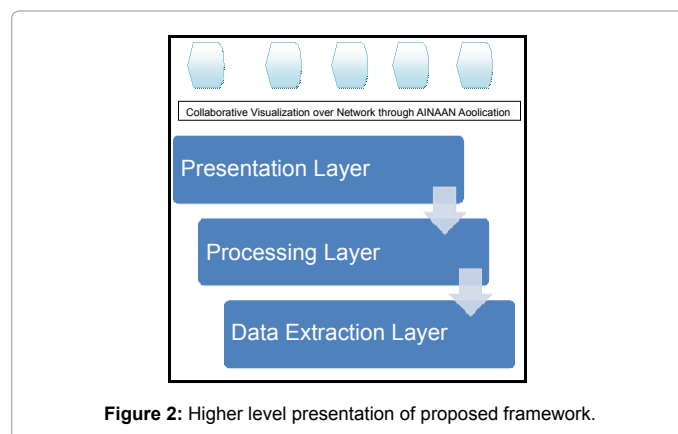 Collaborative Visualization over Network through AINAAN Aoolication
Presentation Layer
Processing Layer
Data Extraction Layer
Figure 2: Higher level presentation of proposed framework.